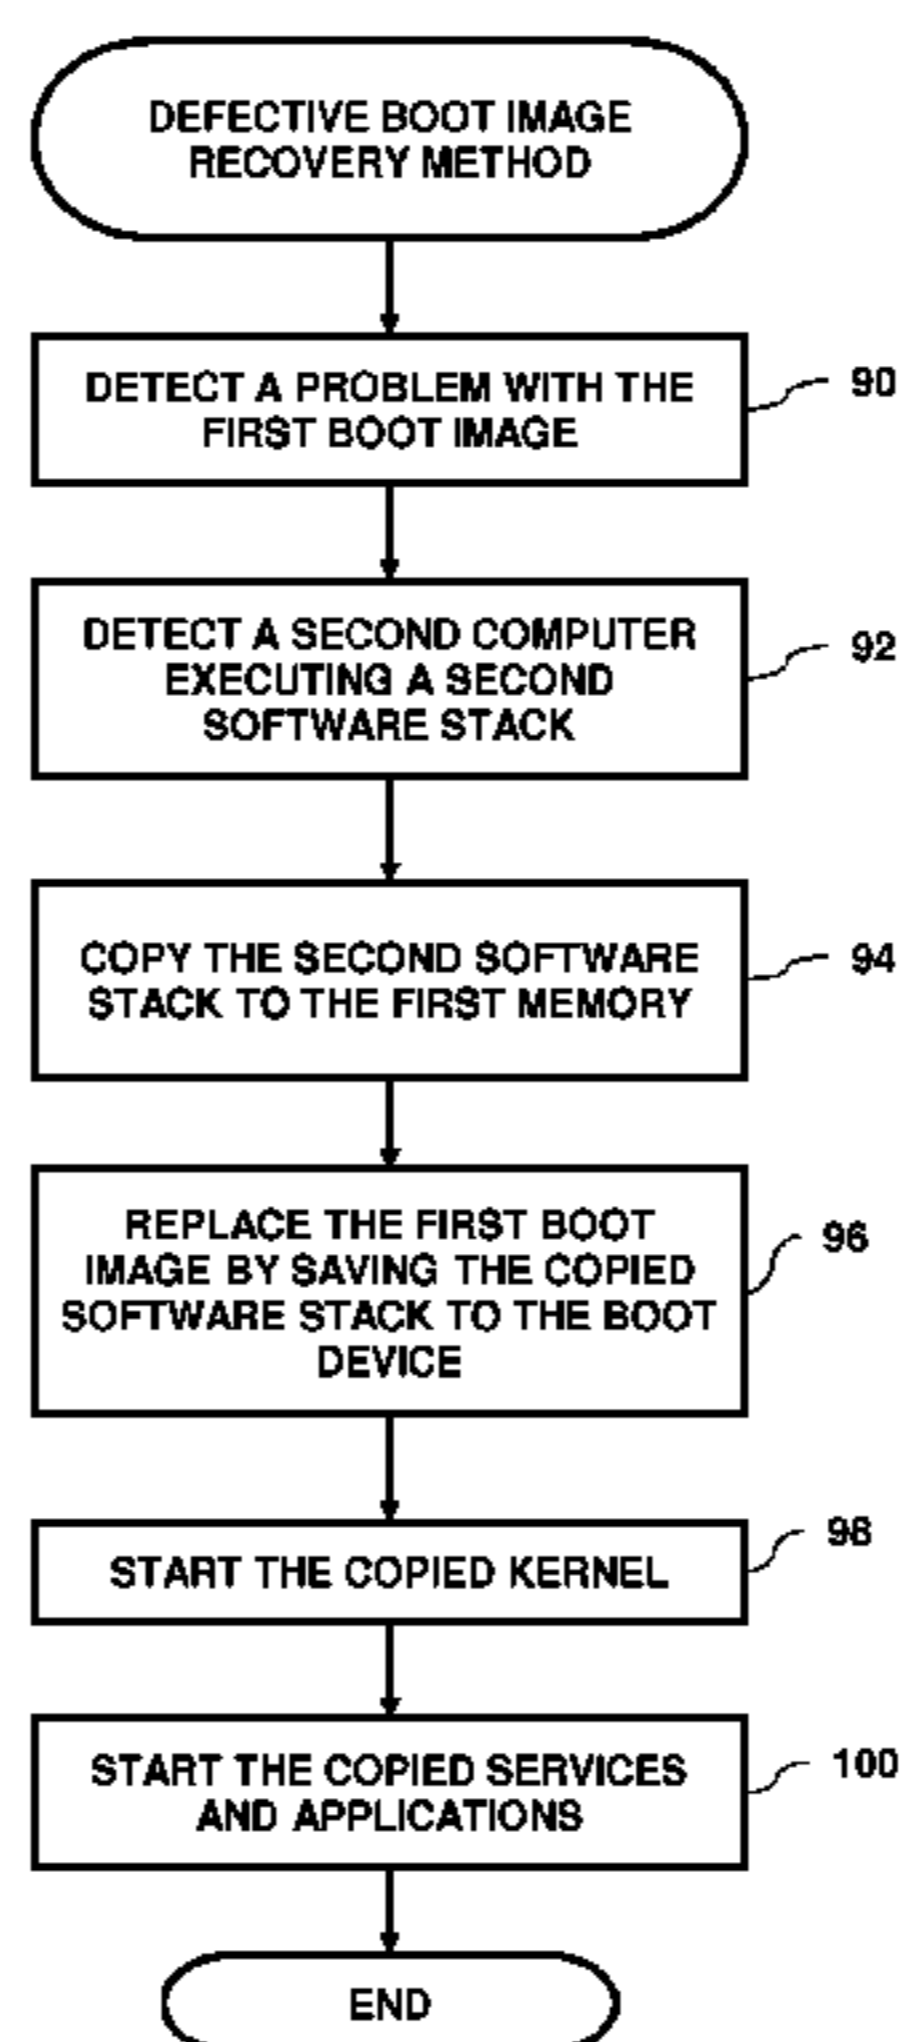 DEFECTIVE BOOT IMAGE
RECOVERY METHOD
DETECT A PROBLEM WITH THE
FIRST BOOT IMAGE
90
DETECT A SECOND COMPUTER
EXECUTING A SECOND
SOFTWARE STACK
92
COPY THE SECOND SOFTWARE
STACK TO THE FIRST MEMORY
94
REPLACE THE FIRST BOOT
IMAGE BY SAVING THE COPIED
SOFTWARE STACK TO THE BOOT
DEVICE
96
START THE COPIED KERNEL
98
START THE COPIED SERVICES
AND APPLICATIONS
100
END